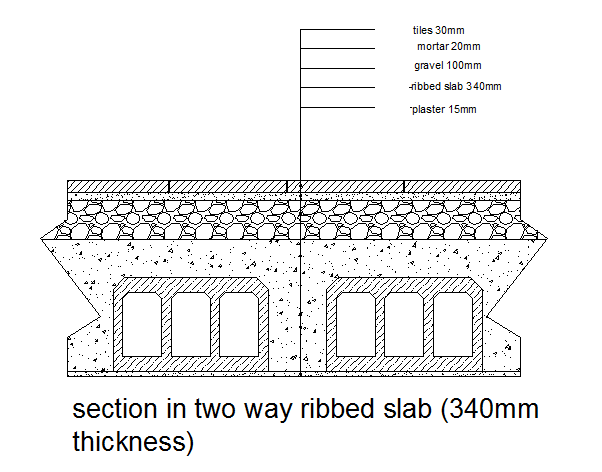 tiles 30mm
mortar 20mm
gravel 100mm
-ribbed slab 340mm
-plaster 15mm
section in two way ribbed slab (340mm
thickness)